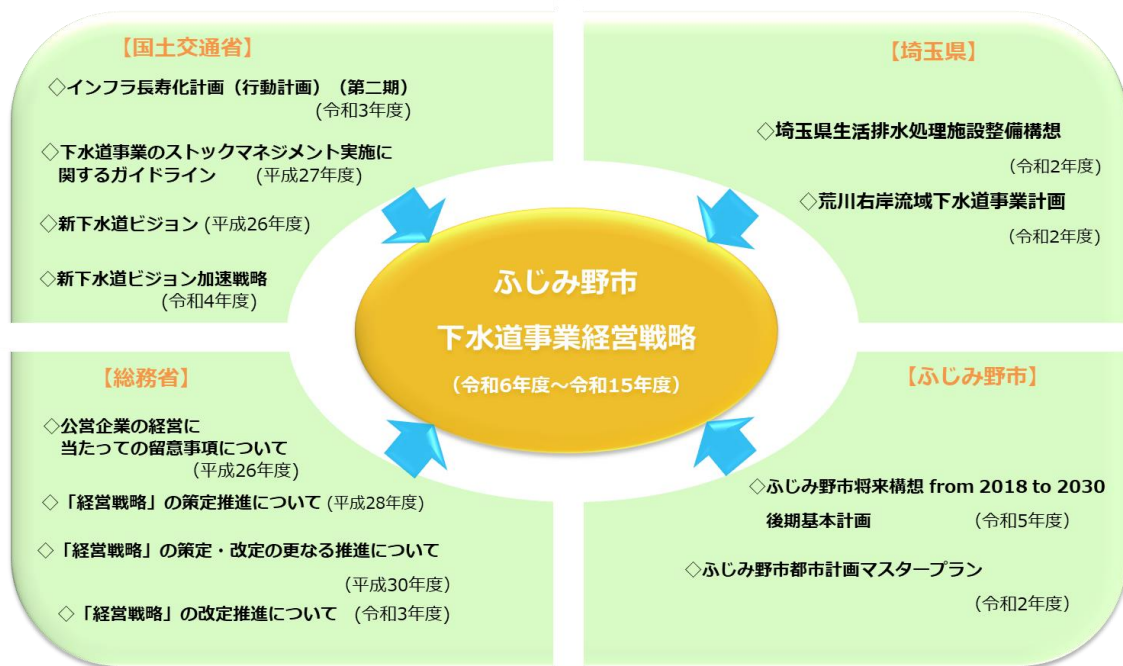 【国土交通省】
◇インフラ長寿化計画（行動計画）（第二期）
(令和3年度)
◇下水道事業のストックマネジメント実施に
関するガイドライン　(平成27年度)
◇新下水道ビジョン (平成26年度)
◇新下水道ビジョン加速戦略
(令和4年度)
【埼玉県】
◇埼玉県生活排水処理施設整備構想
(令和2年度)
◇荒川右岸流域下水道事業計画
(令和2年度)
ふじみ野市
下水道事業経営戦略
（令和6年度～令和15年度）
【総務省】
◇公営企業の経営に
当たっての留意事項について
(平成26年度)
◇「経営戦略」の策定推進について (平成28年度)
◇「経営戦略」の策定・改定の更なる推進について
(平成30年度)
◇「経営戦略」の改定推進について　(令和3年度)
【ふじみ野市】
◇ふじみ野市将来構想 from 2018 to 2030
後期基本計画　(令和5年度)
◇ふじみ野市都市計画マスタープラン
(令和2年度)